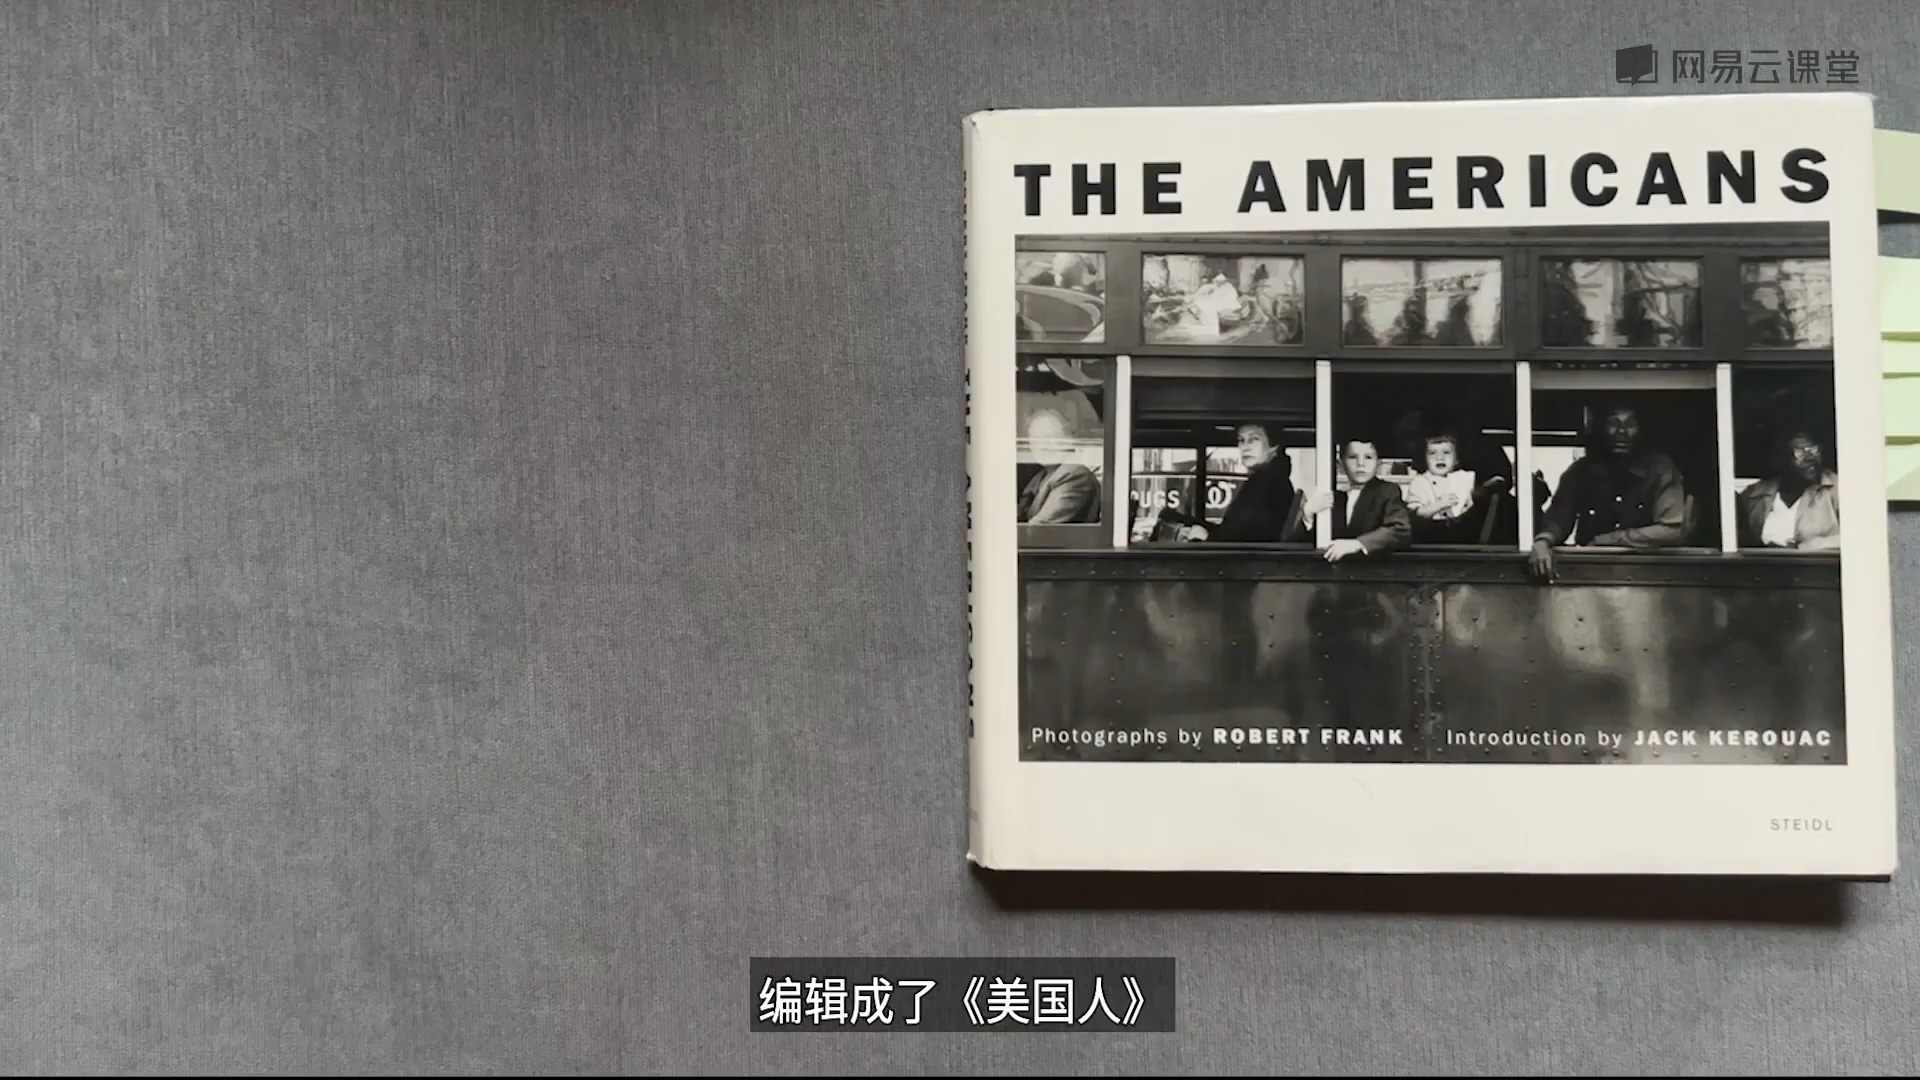 网易云课堂
THE AMERICANS
THE AMERICANS
UGS
Photographs by ROBERT FRANK Introduction by JACK KEROUAC
STEIDL
编辑成了《美国人》